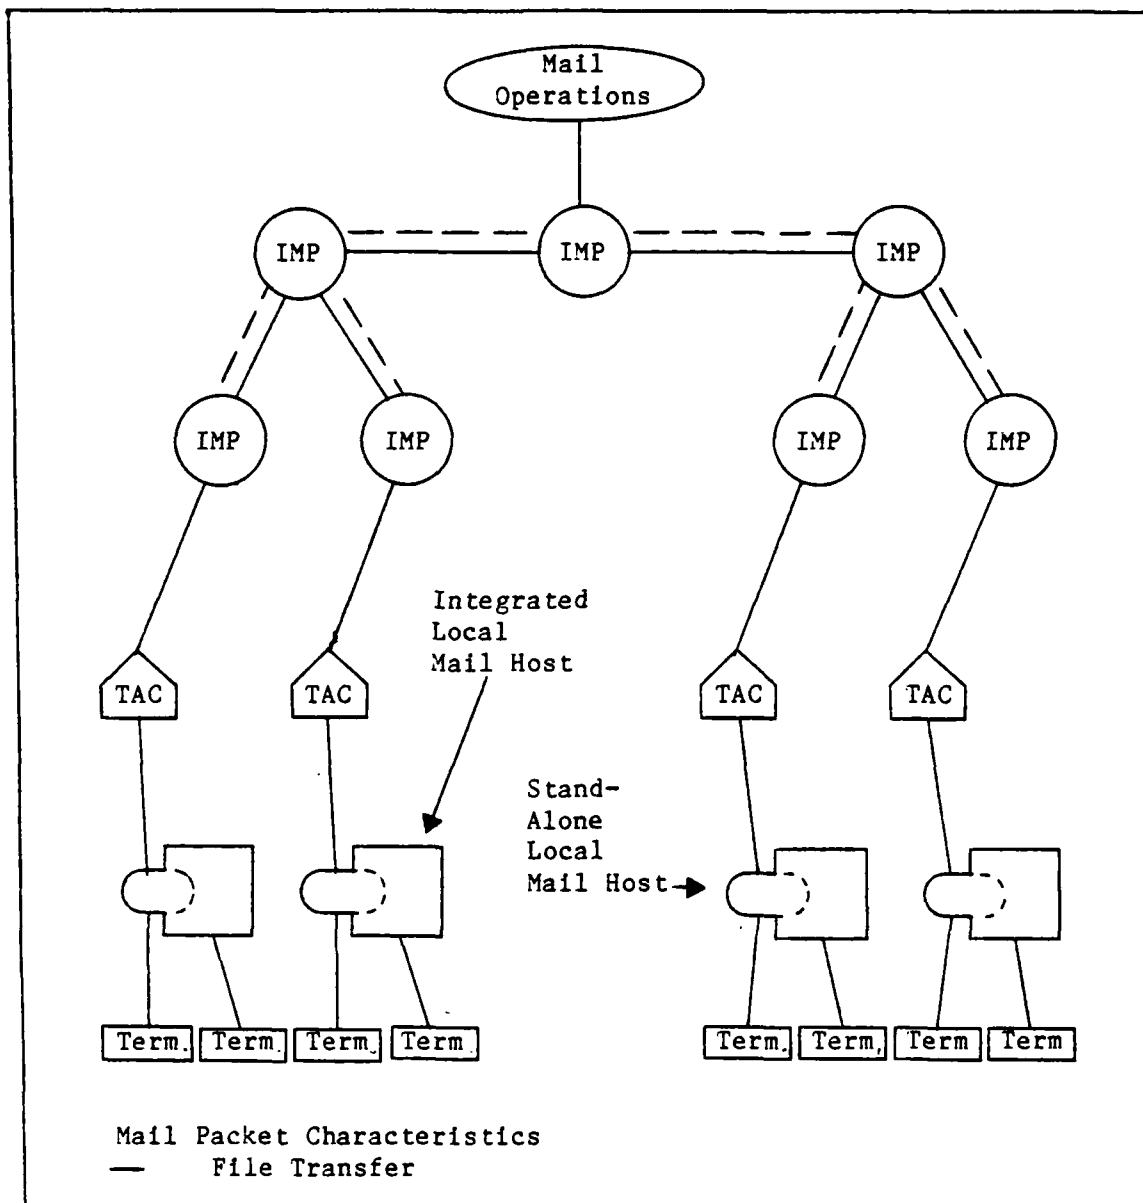 Mail
Operations
IMP IMP IMP
IMP IMP IMP IMP
Integrated
Local
Mail Host
TAC TAC TAC TAC
Stand-
Alone
Local
Mail Host
Term. Term. Term. Term Term. Term. Term Term
Mail Packet Characteristics
— File Transfer